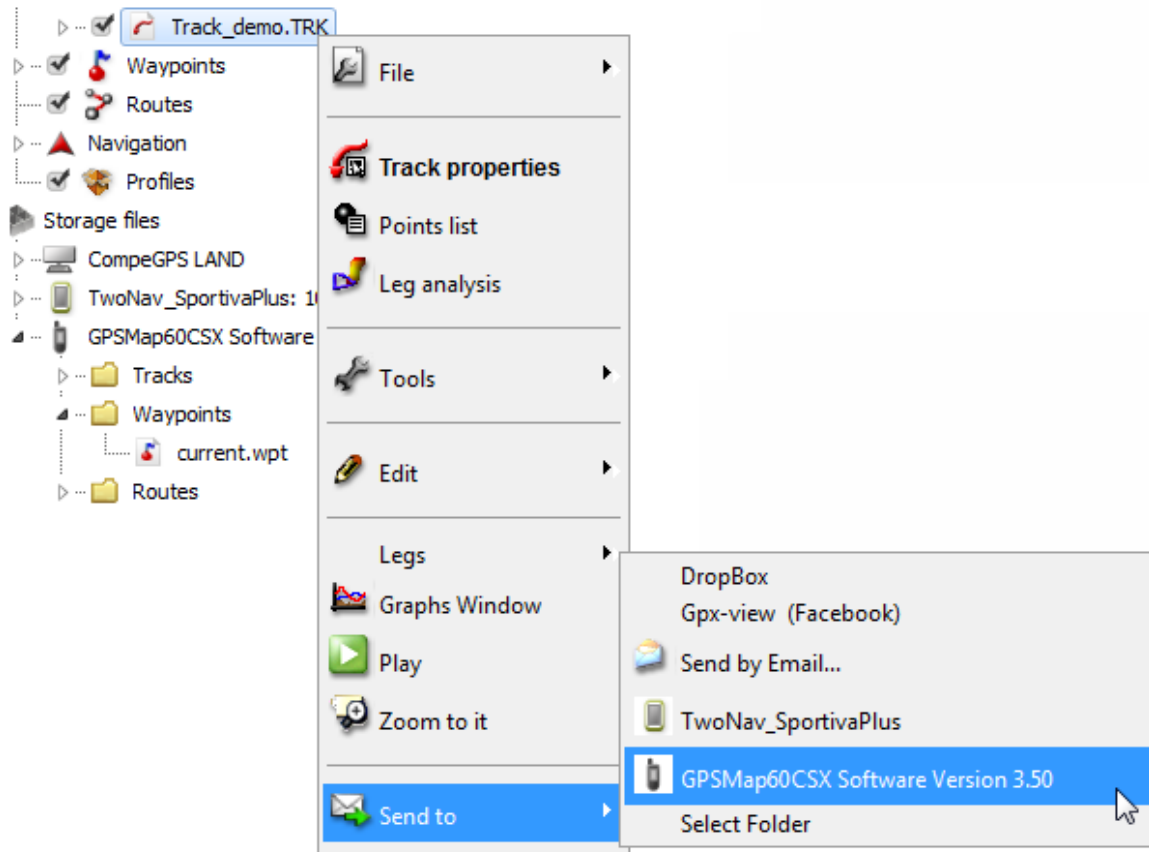 Track_demo.TRK
Waypoints
Routes
Navigation
Profiles
Storage files
CompeGPS LAND
TwoNav_SportivaPlus: 1
GPSMap60CSX Software
Tracks
Waypoints
current.wpt
Routes
File
Track properties
Points list
Leg analysis
Tools
Edit
Legs
Graphs Window
Play
Zoom to it
Send to
DropBox
Gpx-view (Facebook)
Send by Email...
TwoNav_SportivaPlus
GPSMap60CSX Software Version 3.50
Select Folder